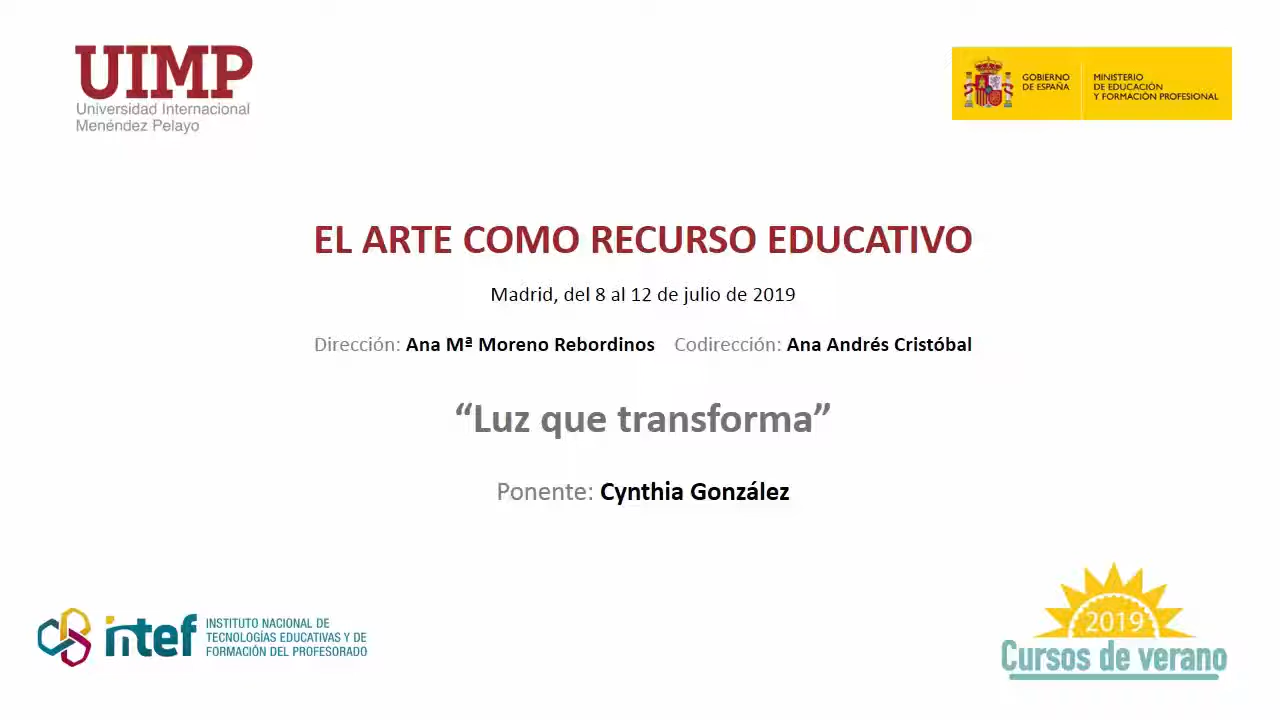 UIMP
Universidad Internacional
Menéndez Pelayo
GOBIERNO
DE ESPAÑA
MINISTERIO
DE EDUCACIÓN
Y FORMACIÓN PROFESIONAL
EL ARTE COMO RECURSO EDUCATIVO
Madrid, del 8 al 12 de julio de 2019
Dirección: Ana Mª Moreno Rebordinos Codirección: Ana Andrés Cristóbal
“Luz que transforma”
Ponente: Cynthia González
intef
INSTITUTO NACIONAL DE
TECNOLOGÍAS EDUCATIVAS Y DE
FORMACIÓN DEL PROFESORADO
2019
Cursos de verano